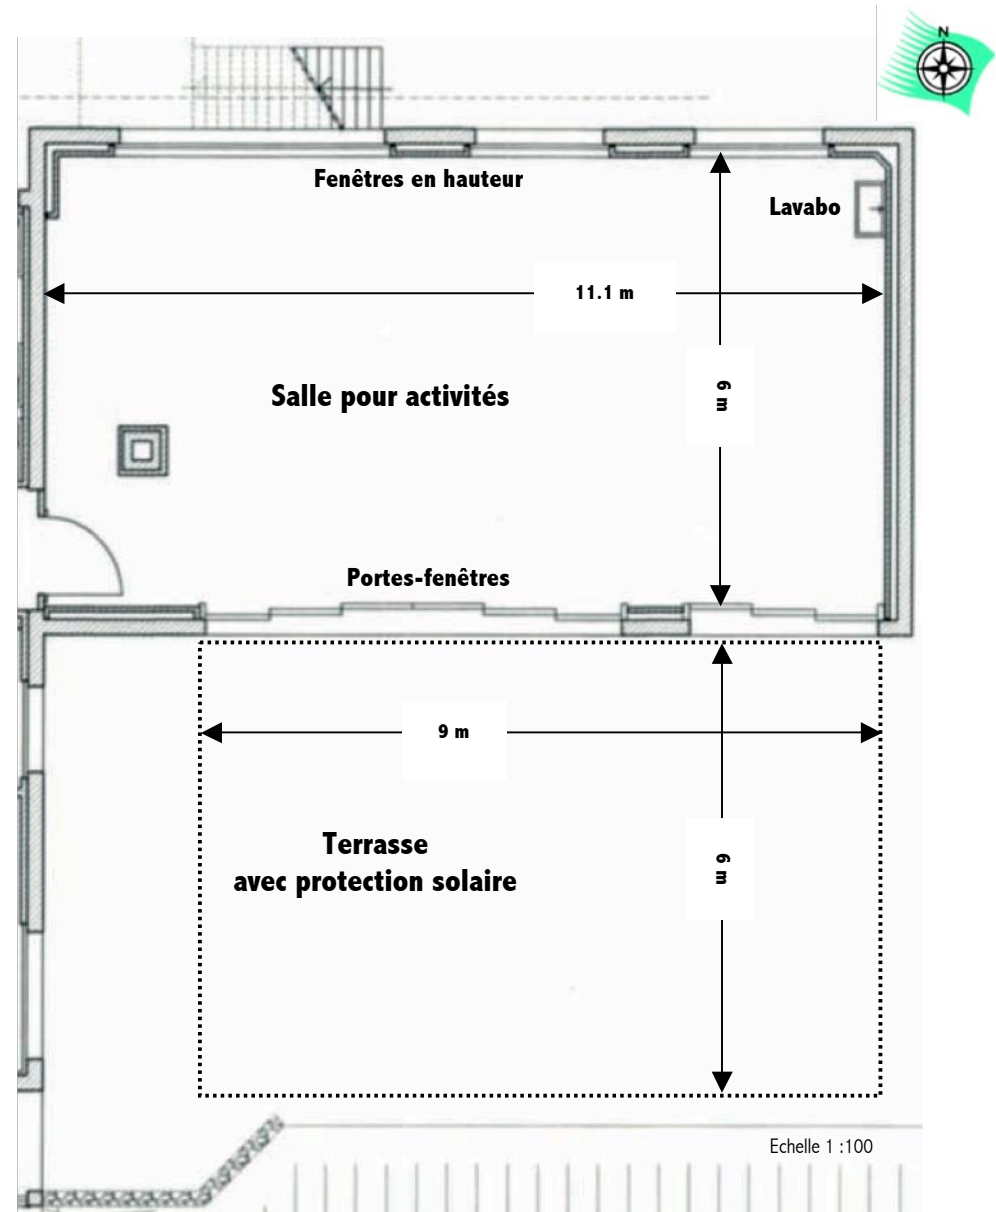 N
Fenêtres en hauteur
Lavabo
11.1 m
Salle pour activités
6 m
Portes-fenêtres
9 m
Terrasse
avec protection solaire
6 m
Echelle 1 :100